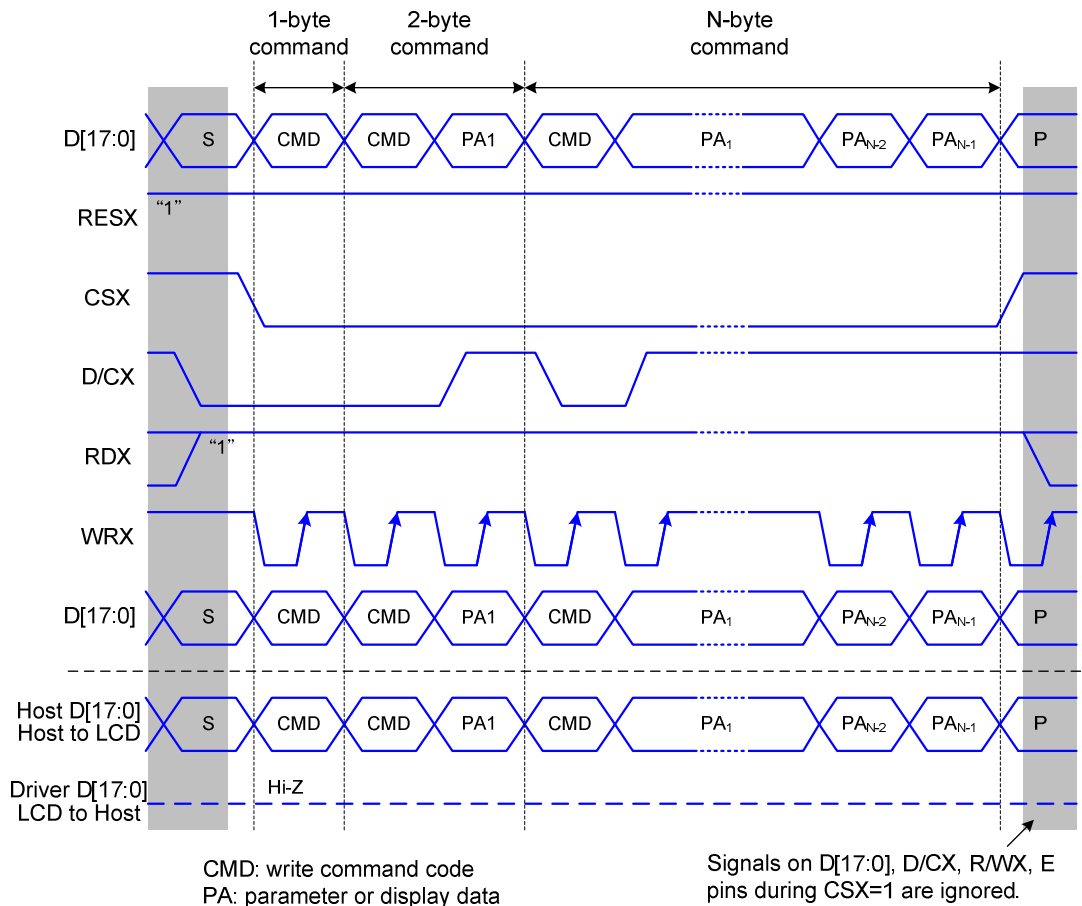 1-byte command
2-byte command
N-byte command
D[17:0] S CMD CMD PA1 CMD PA₁ PAN-2 PAN-1 P
"1"
RESX
CSX
D/CX
"1"
RDX
WRX
D[17:0] S CMD CMD PA1 CMD PA₁ PAN-2 PAN-1 P
Host D[17:0]
Host to LCD
S CMD CMD PA1 CMD PA₁ PAN-2 PAN-1 P
Driver D[17:0]
LCD to Host
Hi-Z
CMD: write command code
PA: parameter or display data
Signals on D[17:0], D/CX, R/WX, E
pins during CSX=1 are ignored.